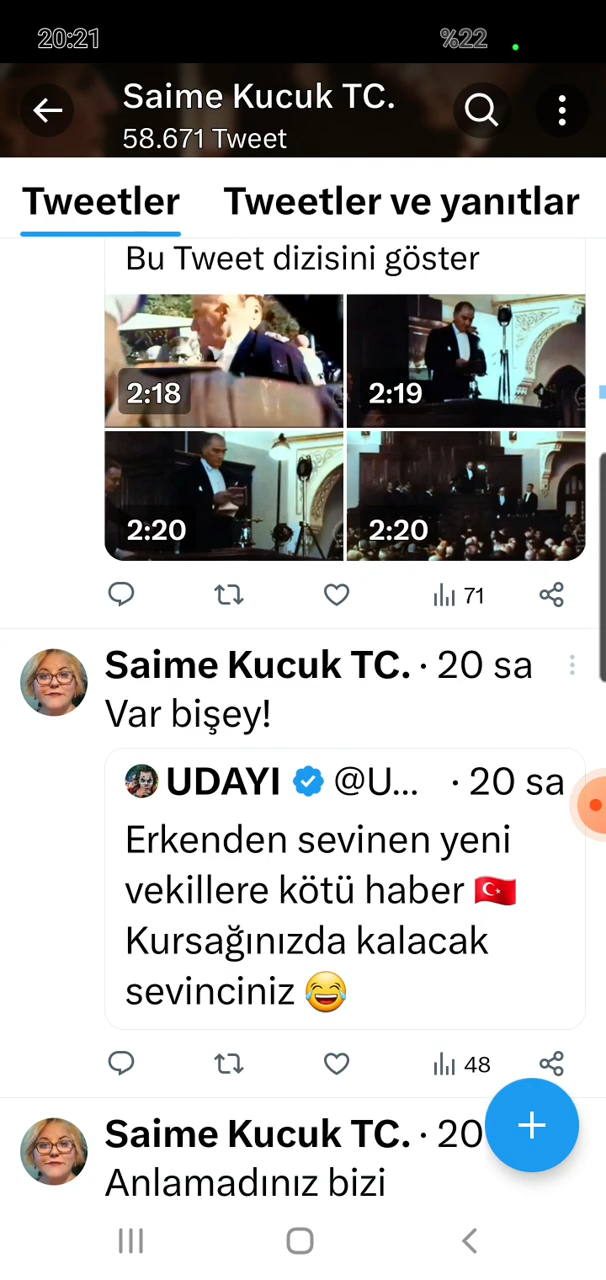 20:21
%22
Saime Kucuk TC.
58.671 Tweet
Tweetler
Tweetler ve yanıtlar
Bu Tweet dizisini göster
2:18
2:19
2:20
2:20
71
Saime Kucuk TC. · 20 sa
Var bişey!
UDAYI @U... · 20 sa
Erkenden sevinen yeni
vekillere kötü haber 🇹🇷
Kursağınızda kalacak
sevinciniz 😂
48
Saime Kucuk TC. · 20
Anlamadınız bizi